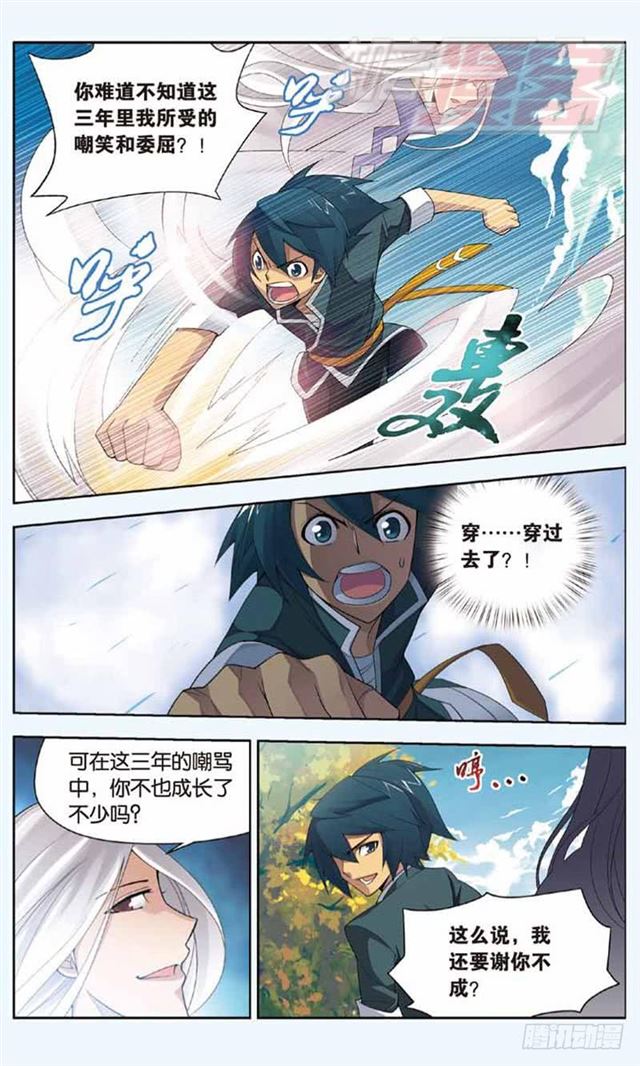 你难道不知道这
三年里我所受的
嘲笑和委屈？！
呼
呼
轰
穿……穿过
去了？！
可在这三年的嘲骂
中，你不也成长了
不少吗？
哼…
这么说，我
还要谢你不
成？
腾讯动漫